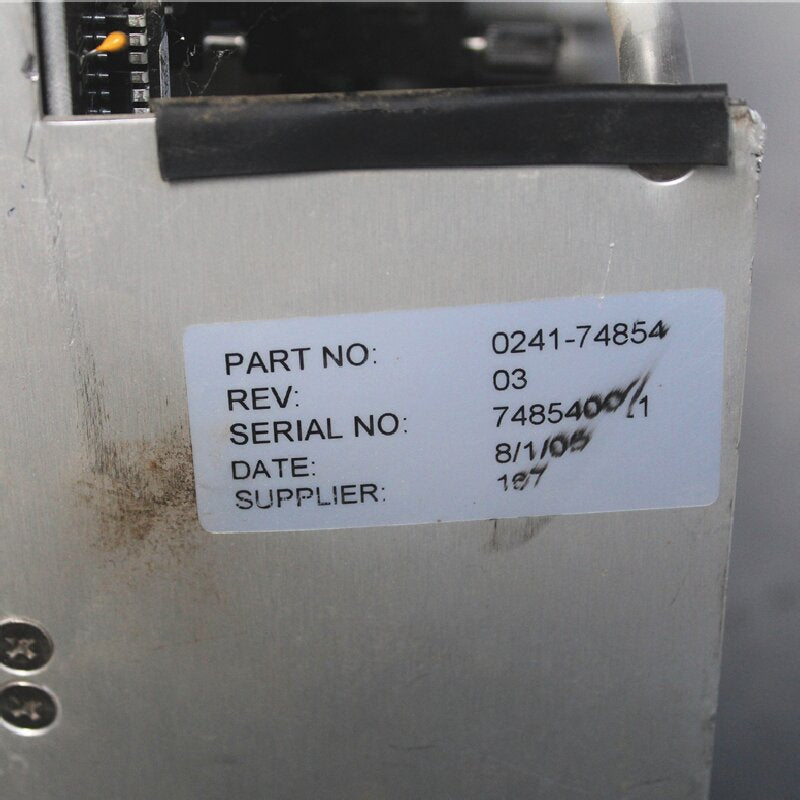 PART NO: 0241-74854
REV: 03
SERIAL NO:
DATE: 8/1/05
SUPPLIER: